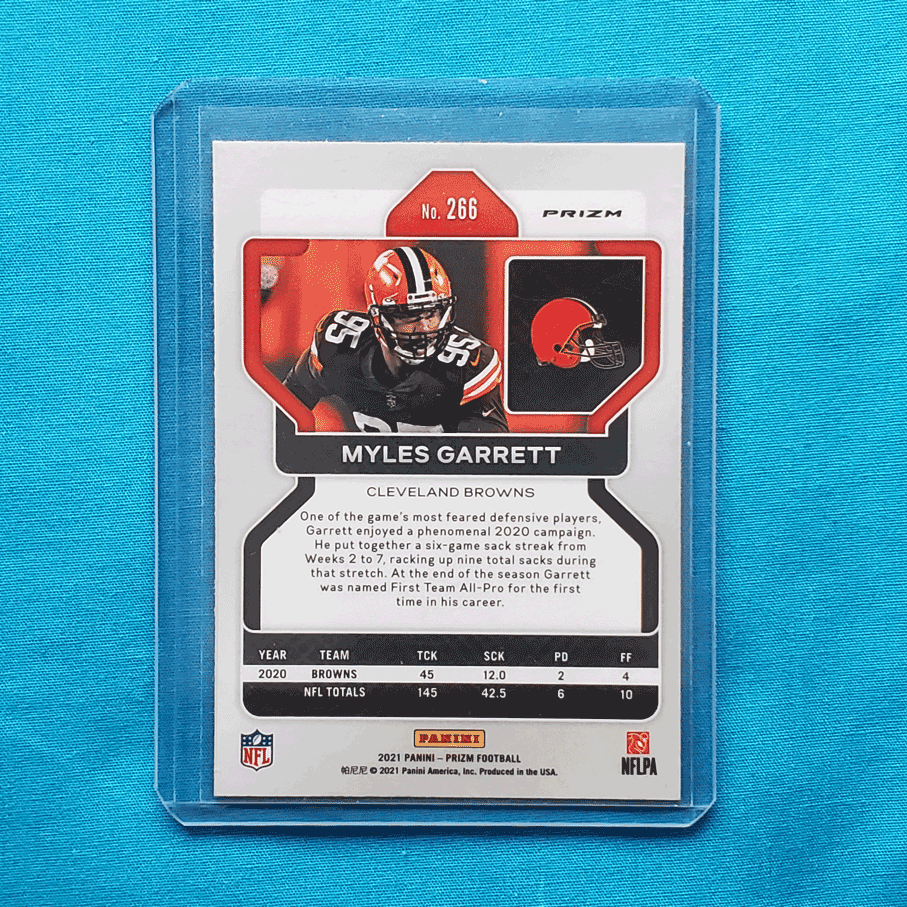 No. 266
PRIZM
95
95
95
MYLES GARRETT
CLEVELAND BROWNS
One of the game's most feared defensive players,
Garrett enjoyed a phenomenal 2020 campaign.
He put together a six-game sack streak from
Weeks 2 to 7, racking up nine total sacks during
that stretch. At the end of the season Garrett
was named First Team All-Pro for the first
time in his career.
YEAR TEAM TCK SCK PD FF
2020 BROWNS 45 12.0 2 4
NFL TOTALS 145 42.5 6 10
PANINI
NFL
2021 PANINI – PRIZM FOOTBALL
帕尼尼 © 2021 Panini America, Inc. Produced in the USA.
NFLPA